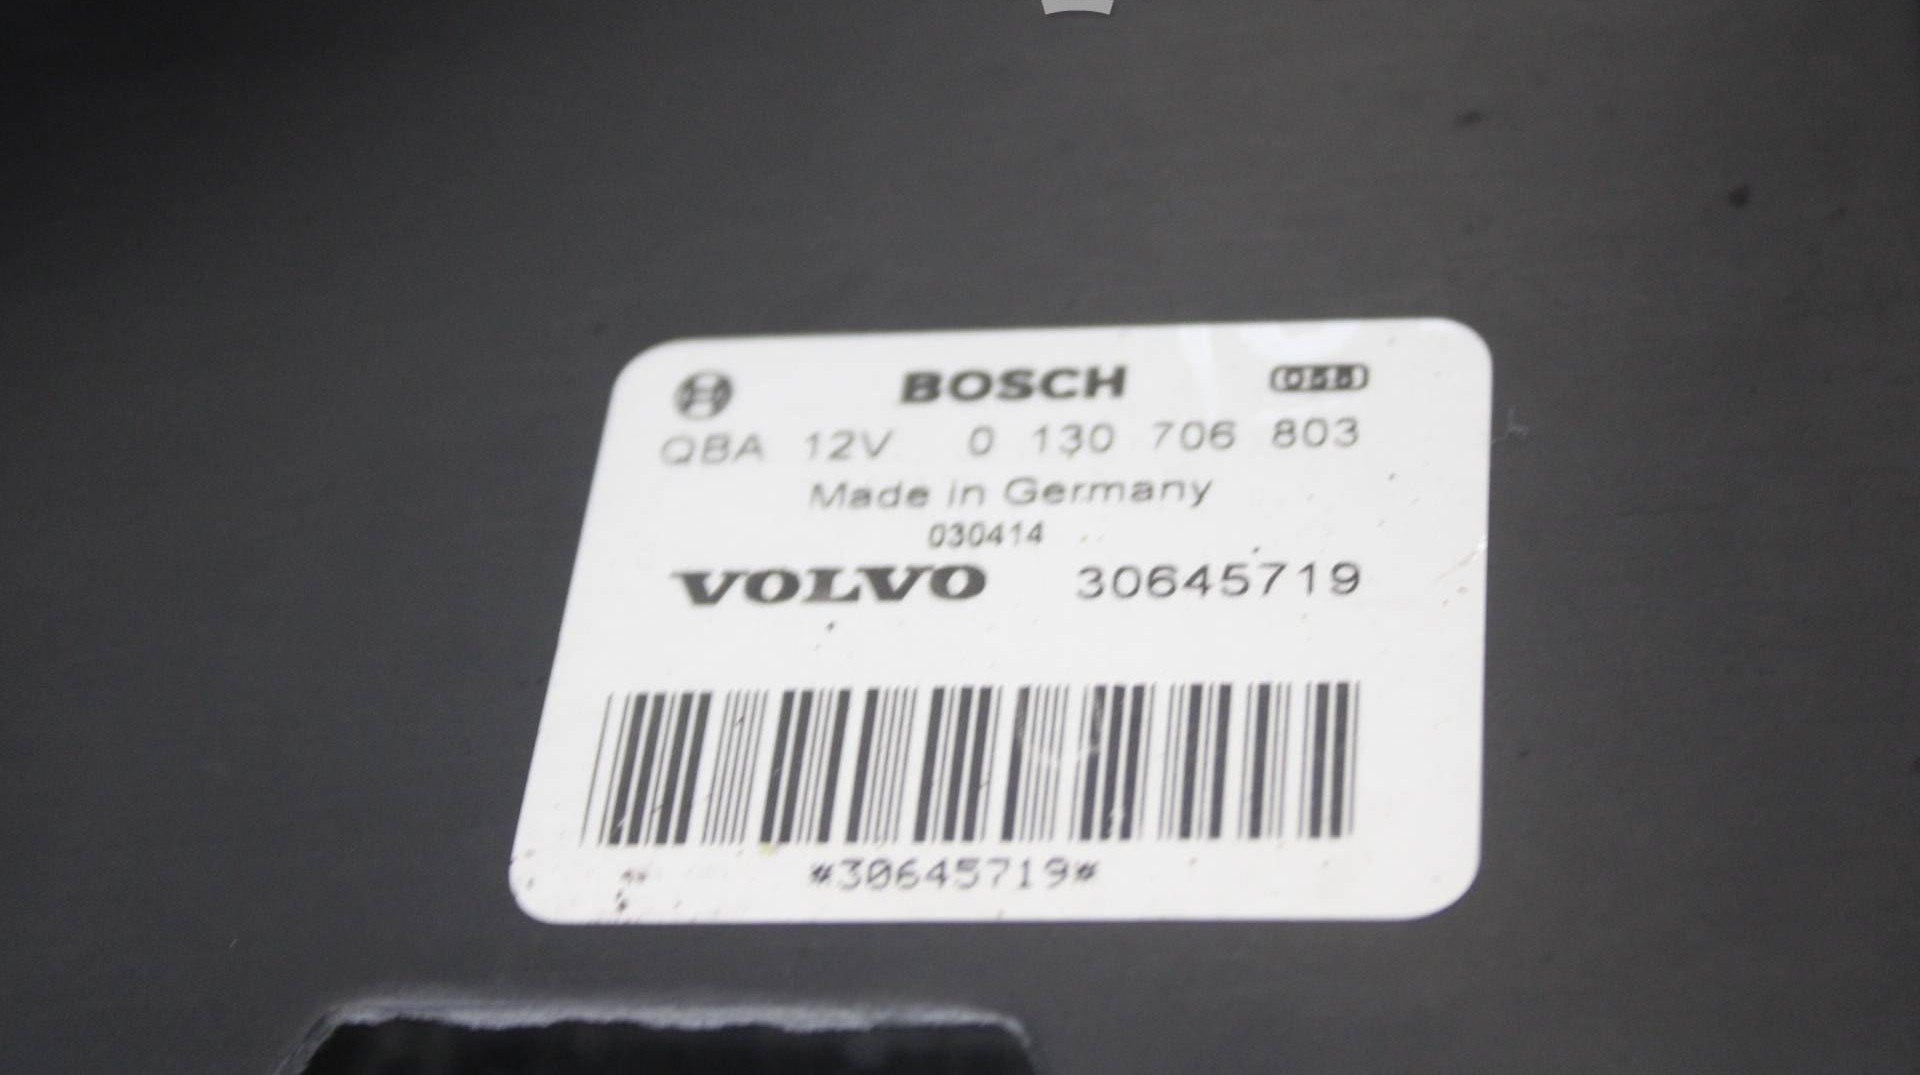 BOSCH
QBA 12V 0 130 706 803
Made in Germany
030414
VOLVO 30645719
*30645719*